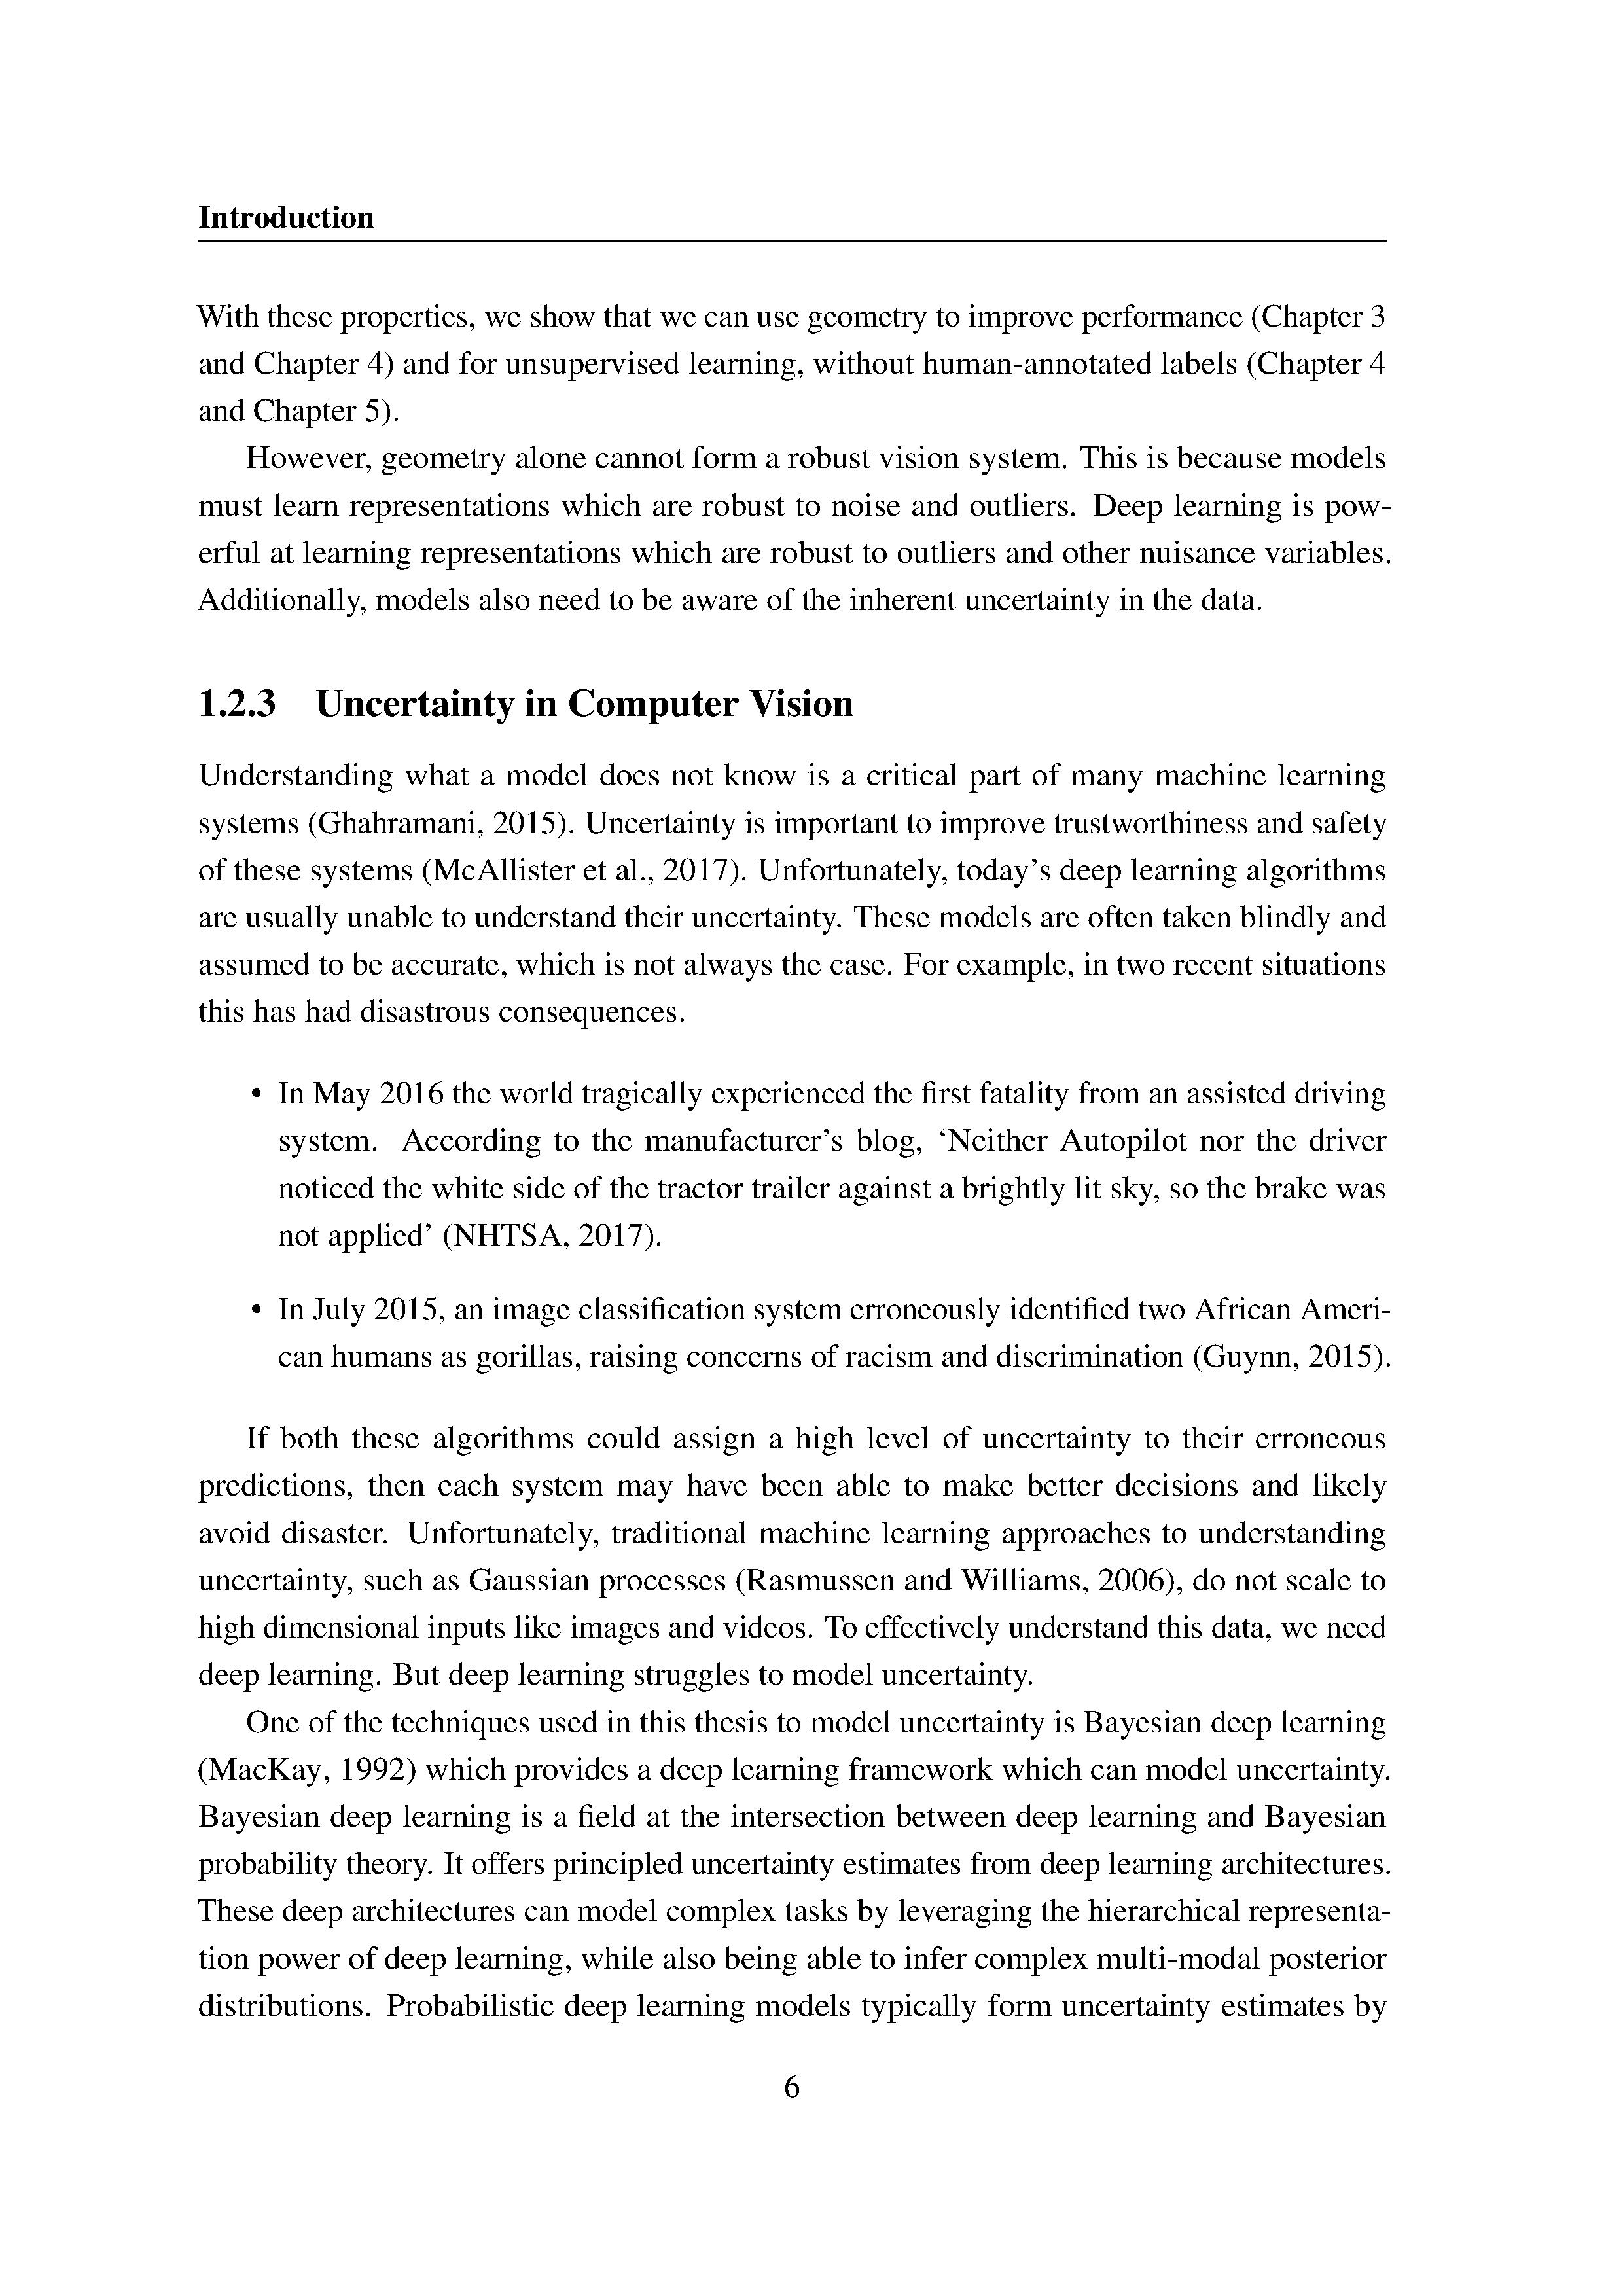 Introduction
With these properties, we show that we can use geometry to improve performance (Chapter 3
and Chapter 4) and for unsupervised learning, without human-annotated labels (Chapter 4
and Chapter 5).
However, geometry alone cannot form a robust vision system. This is because models
must learn representations which are robust to noise and outliers. Deep learning is pow-
erful at learning representations which are robust to outliers and other nuisance variables.
Additionally, models also need to be aware of the inherent uncertainty in the data.
1.2.3 Uncertainty in Computer Vision
Understanding what a model does not know is a critical part of many machine learning
systems (Ghahramani, 2015). Uncertainty is important to improve trustworthiness and safety
of these systems (McAllister et al., 2017). Unfortunately, today’s deep learning algorithms
are usually unable to understand their uncertainty. These models are often taken blindly and
assumed to be accurate, which is not always the case. For example, in two recent situations
this has had disastrous consequences.
• In May 2016 the world tragically experienced the first fatality from an assisted driving
system. According to the manufacturer’s blog, ‘Neither Autopilot nor the driver
noticed the white side of the tractor trailer against a brightly lit sky, so the brake was
not applied’ (NHTSA, 2017).
• In July 2015, an image classification system erroneously identified two African Ameri-
can humans as gorillas, raising concerns of racism and discrimination (Guynn, 2015).
If both these algorithms could assign a high level of uncertainty to their erroneous
predictions, then each system may have been able to make better decisions and likely
avoid disaster. Unfortunately, traditional machine learning approaches to understanding
uncertainty, such as Gaussian processes (Rasmussen and Williams, 2006), do not scale to
high dimensional inputs like images and videos. To effectively understand this data, we need
deep learning. But deep learning struggles to model uncertainty.
One of the techniques used in this thesis to model uncertainty is Bayesian deep learning
(MacKay, 1992) which provides a deep learning framework which can model uncertainty.
Bayesian deep learning is a field at the intersection between deep learning and Bayesian
probability theory. It offers principled uncertainty estimates from deep learning architectures.
These deep architectures can model complex tasks by leveraging the hierarchical representa-
tion power of deep learning, while also being able to infer complex multi-modal posterior
distributions. Probabilistic deep learning models typically form uncertainty estimates by
6